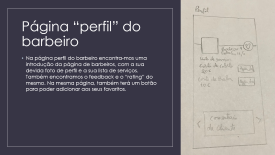 Página “perfil” do
barbeiro
• Na página perfil do barbeiro encontra-mos uma
introdução da página de barbeiros, com a sua
devida foto de perfil e a sua lista de serviços.
Também encontramos o feedback e o “rating” do
mesmo. Na mesma página, também terá um botão
para poder adicionar aos seus favoritos.
Perfil